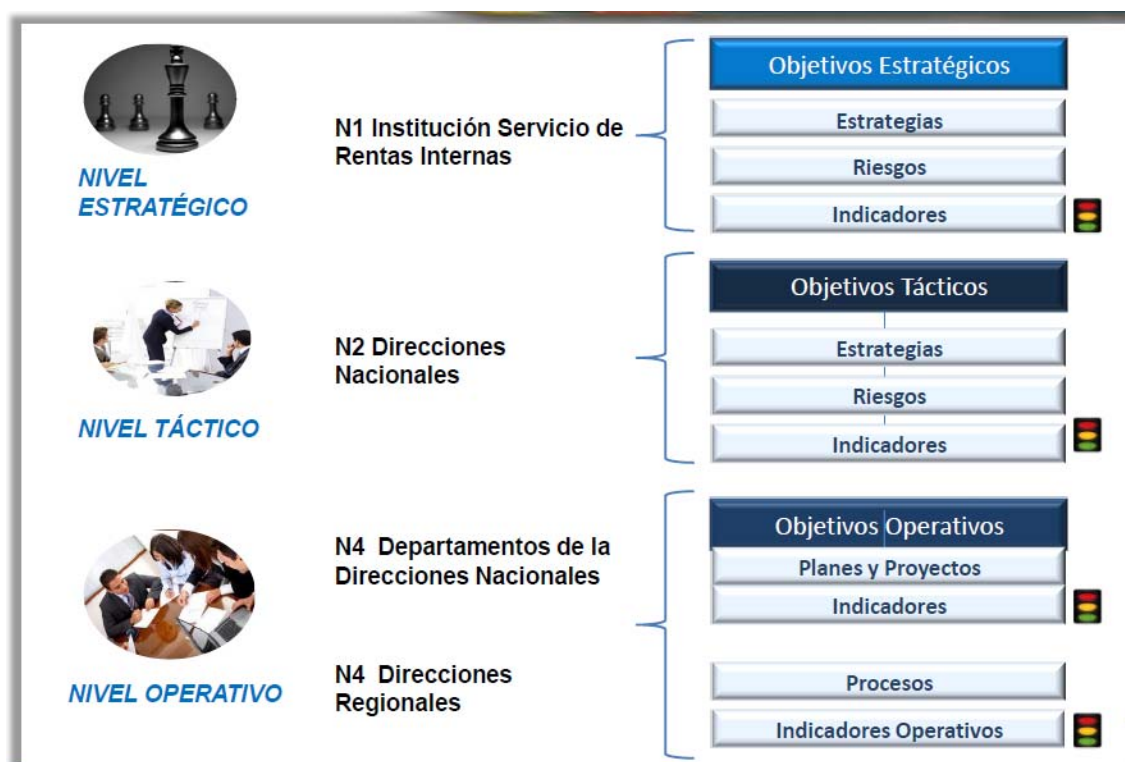 NIVEL
ESTRATÉGICO
N1 Institución Servicio de
Rentas Internas
Objetivos Estratégicos
Estrategias
Riesgos
Indicadores
NIVEL TÁCTICO
N2 Direcciones
Nacionales
Objetivos Tácticos
Estrategias
Riesgos
Indicadores
NIVEL OPERATIVO
N4 Departamentos de la
Direcciones Nacionales
N4 Direcciones
Regionales
Objetivos Operativos
Planes y Proyectos
Indicadores
Procesos
Indicadores Operativos